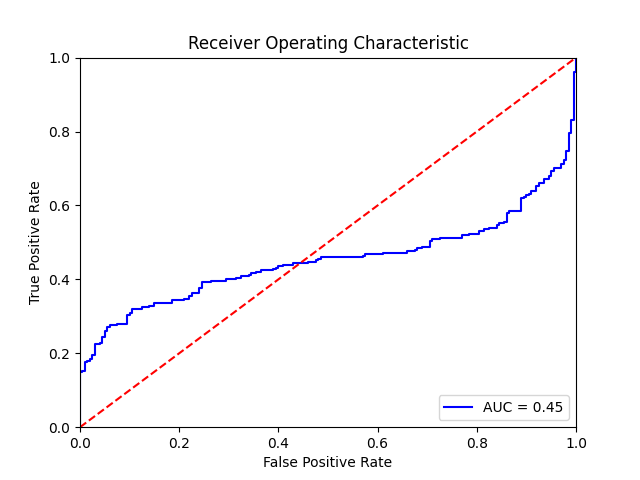 Receiver Operating Characteristic
1.0
0.8
0.6
0.4
0.2
0.0
True Positive Rate
AUC = 0.45
0.0 0.2 0.4 0.6 0.8 1.0
False Positive Rate